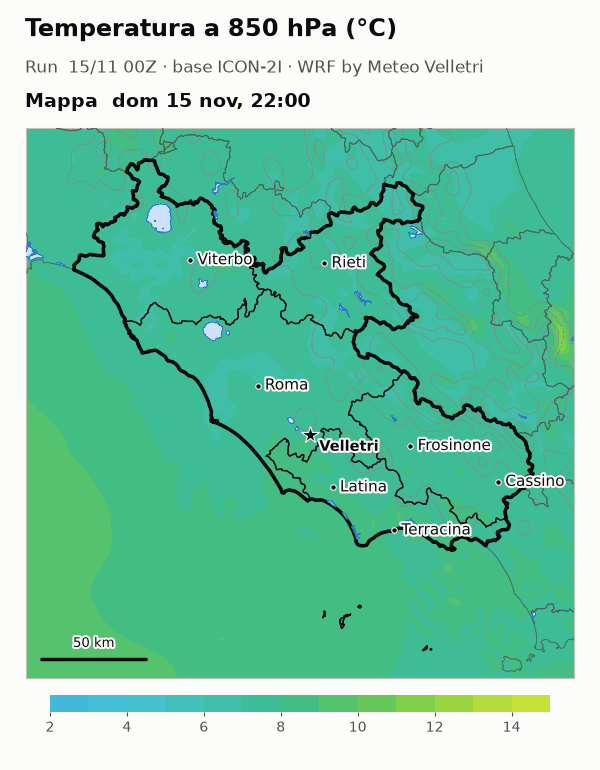 Temperatura a 850 hPa (°C)
Run  15/11 00Z · base ICON-2I · WRF by Meteo Velletri
Mappa  dom 15 nov, 22:00
Viterbo
Rieti
Roma
Velletri
Frosinone
Latina
Cassino
Terracina
50 km
2 4 6 8 10 12 14